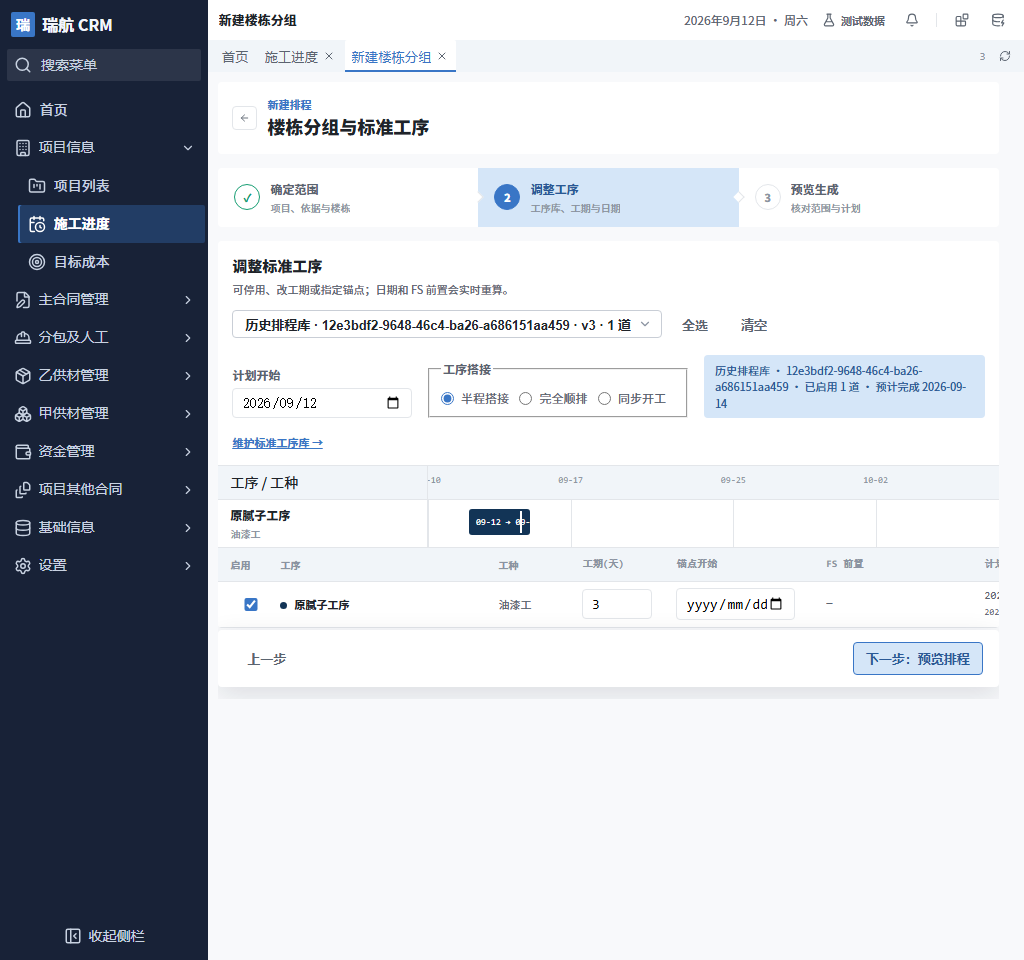 瑞 瑞航 CRM
搜索菜单
首页
项目信息
项目列表
施工进度
目标成本
主合同管理
分包及人工
乙供材管理
甲供材管理
资金管理
项目其他合同
基础信息
设置
收起侧栏
新建楼栋分组
2026年9月12日 · 周六 测试数据
首页 施工进度 × 新建楼栋分组 × 3
新建排程
← 楼栋分组与标准工序
✓ 确定范围
项目、依据与楼栋
2 调整工序
工序库、工期与日期
3 预览生成
核对范围与计划
调整标准工序
可停用、改工期或指定锚点；日期和 FS 前置会实时重算。
历史排程库 · 12e3bdf2-9648-46c4-ba26-a686151aa459 · v3 · 1 道 全选 清空
计划开始
2026/09/12
工序搭接
半程搭接 完全顺排 同步开工
历史排程库 · 12e3bdf2-9648-46c4-ba26-
a686151aa459 · 已启用 1 道 · 预计完成 2026-09-
14
维护标准工序库 →
工序 / 工种 -10 09-17 09-25 10-02
原腻子工序
油漆工
09-12 → 09-
启用 工序 工种 工期(天) 锚点开始 FS 前置 计划
原腻子工序 油漆工 3 yyyy/mm/dd — 202
202
上一步 下一步：预览排程